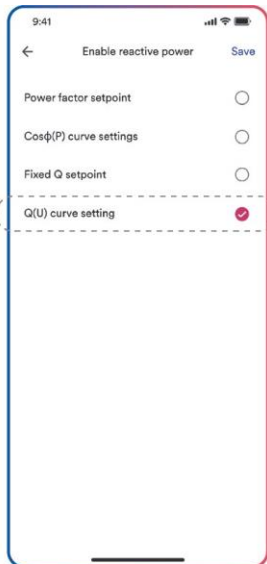 9:41
Enable reactive power Save
Power factor setpoint
Cosϕ(P) curve settings
Fixed Q setpoint
Q(U) curve setting